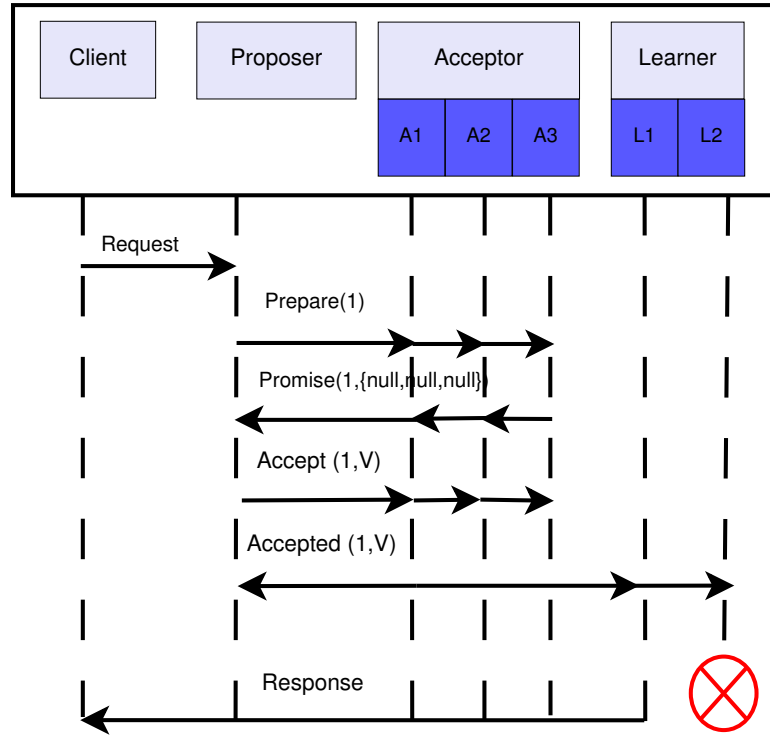 Client Proposer Acceptor Learner
A1 A2 A3 L1 L2
Request
Prepare(1)
Promise(1,{null,null,null})
Accept (1,V)
Accepted (1,V)
Response